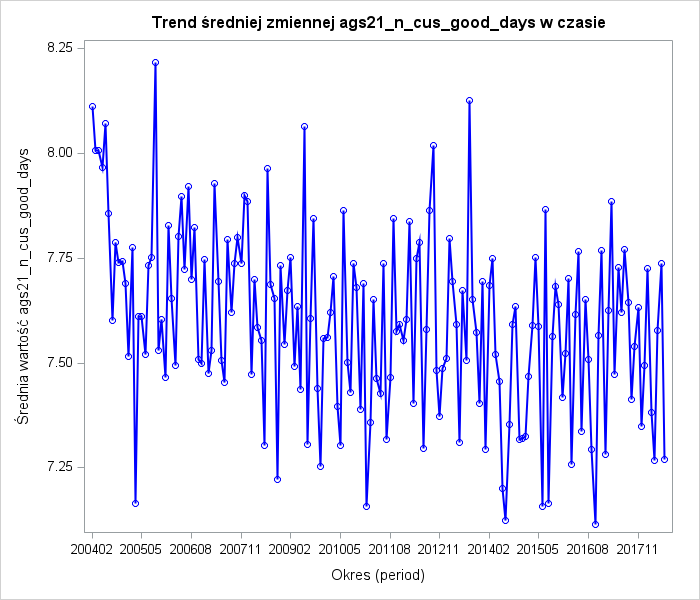 Trend średniej zmiennej ags21_n_cus_good_days w czasie
Średnia wartość ags21_n_cus_good_days
8.25
8.00
7.75
7.50
7.25
200402 200505 200608 200711 200902 201005 201108 201211 201402 201505 201608 201711
Okres (period)